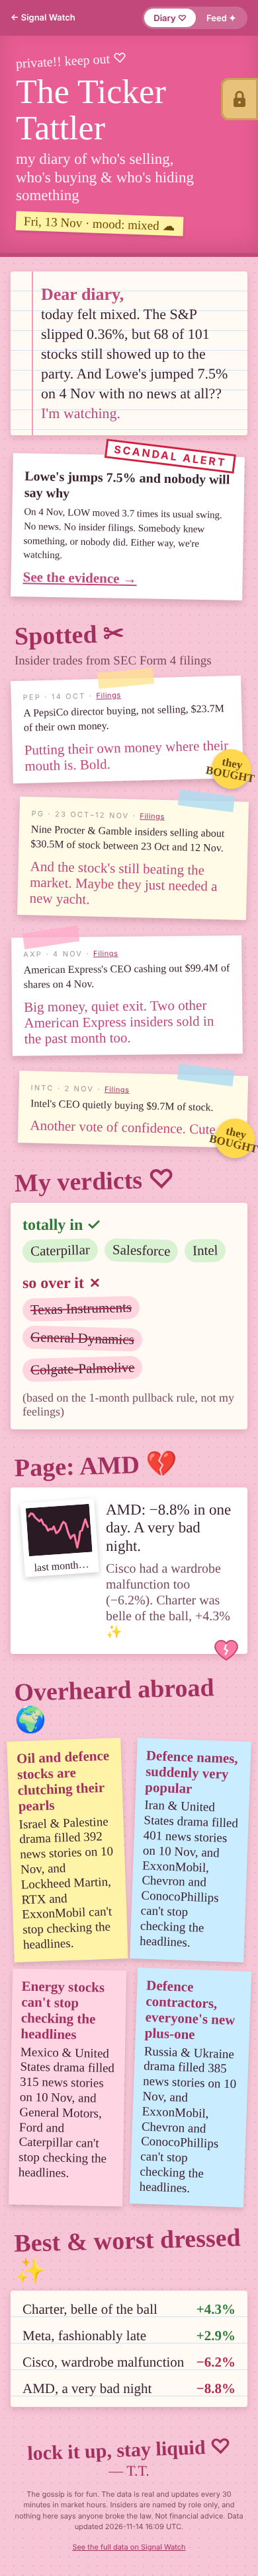 ← Signal Watch
Diary ♡
Feed ✦
private!! keep out ♡
The Ticker
Tattler
my diary of who's selling,
who's buying & who's hiding
something
Fri, 13 Nov · mood: mixed ☁
Dear diary,
today felt mixed. The S&P
slipped 0.36%, but 68 of 101
stocks still showed up to the
party. And Lowe's jumped 7.5%
on 4 Nov with no news at all??
I'm watching.
SCANDAL ALERT
Lowe's jumps 7.5% and nobody will
say why
On 4 Nov, LOW moved 3.7 times its usual swing.
No news. No insider filings. Somebody knew
something, or nobody did. Either way, we're
watching.
See the evidence →
Spotted ✂
Insider trades from SEC Form 4 filings
PEP · 14 OCT · Filings
A PepsiCo director buying, not selling, $23.7M
of their own money.
Putting their own money where their
mouth is. Bold.
they
BOUGHT
PG · 23 OCT–12 NOV · Filings
Nine Procter & Gamble insiders selling about
$30.5M of stock between 23 Oct and 12 Nov.
And the stock's still beating the
market. Maybe they just needed a
new yacht.
AXP · 4 NOV · Filings
American Express's CEO cashing out $99.4M of
shares on 4 Nov.
Big money, quiet exit. Two other
American Express insiders sold in
the past month too.
INTC · 2 NOV · Filings
Intel's CEO quietly buying $9.7M of stock.
Another vote of confidence. Cute
they
BOUGHT
My verdicts ♡
totally in ✓
Caterpillar
Salesforce
Intel
so over it ✕
Texas Instruments
General Dynamics
Colgate-Palmolive
(based on the 1-month pullback rule, not my
feelings)
Page: AMD 💔
last month…
AMD: −8.8% in one
day. A very bad
night.
Cisco had a wardrobe
malfunction too
(−6.2%). Charter was
belle of the ball, +4.3%
✨
Overheard abroad
🌍
Oil and defence
stocks are
clutching their
pearls
Israel & Palestine
drama filled 392
news stories on 10
Nov, and
Lockheed Martin,
RTX and
ExxonMobil can't
stop checking the
headlines.
Defence names,
suddenly very
popular
Iran & United
States drama filled
401 news stories
on 10 Nov, and
ExxonMobil,
Chevron and
ConocoPhillips
can't stop
checking the
headlines.
Energy stocks
can't stop
checking the
headlines
Mexico & United
States drama filled
315 news stories
on 10 Nov, and
General Motors,
Ford and
Caterpillar can't
stop checking the
headlines.
Defence
contractors,
everyone's new
plus-one
Russia & Ukraine
drama filled 385
news stories on 10
Nov, and
ExxonMobil,
Chevron and
ConocoPhillips
can't stop
checking the
headlines.
Best & worst dressed
✨
Charter, belle of the ball +4.3%
Meta, fashionably late +2.9%
Cisco, wardrobe malfunction −6.2%
AMD, a very bad night −8.8%
lock it up, stay liquid ♡
— T.T.
The gossip is for fun. The data is real and updates every 30
minutes in market hours. Insiders are named by role only, and
nothing here says anyone broke the law. Not financial advice. Data
updated 2026-11-14 16:09 UTC.
See the full data on Signal Watch